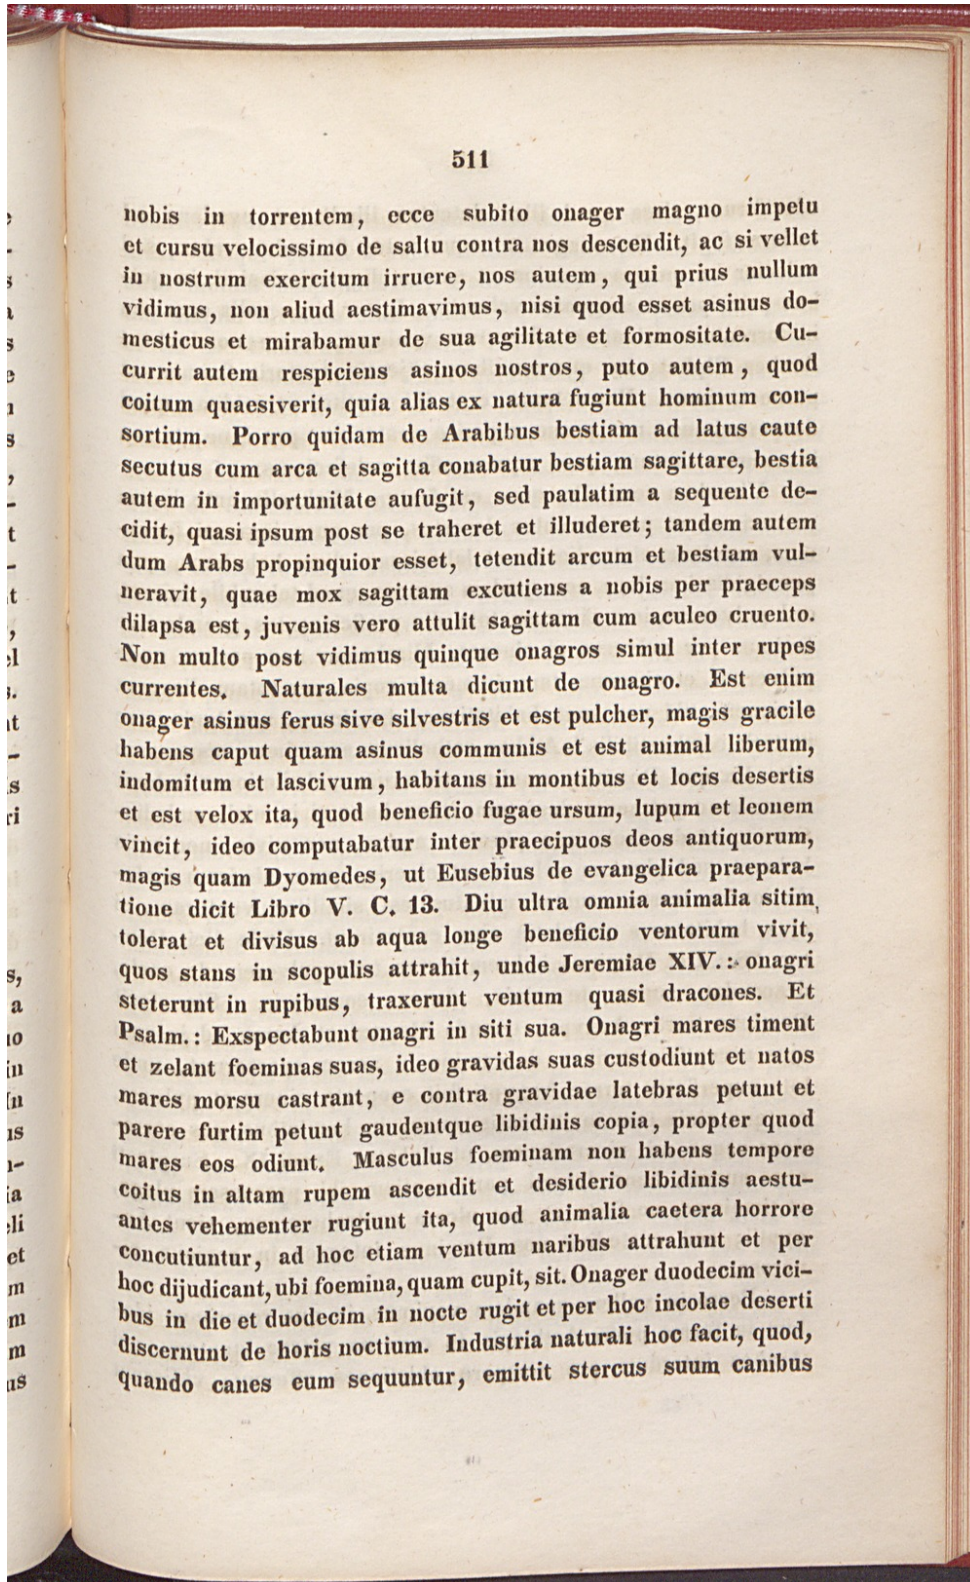 511
nobis in torrentem, ecce subito onager magno impetu
et cursu velocissimo de saltu contra nos descendit, ac si vellet
in nostrum exercitum irruere, nos autem, qui prius nullum
vidimus, non aliud aestimavimus, nisi quod esset asinus do-
mesticus et mirabamur de sua agilitate et formositate. Cu-
currit autem respiciens asinos nostros, puto autem, quod
coitum quaesiverit, quia alias ex natura fugiunt hominum con-
sortium. Porro quidam de Arabibus bestiam ad latus caute
secutus cum arca et sagitta conabatur bestiam sagittare, bestia
autem in importunitate aufugit, sed paulatim a sequente de-
cidit, quasi ipsum post se traheret et illuderet; tandem autem
dum Arabs propinquior esset, tetendit arcum et bestiam vul-
neravit, quae mox sagittam excutiens a nobis per praeceps
dilapsa est, juvenis vero attulit sagittam cum aculeo cruento.
Non multo post vidimus quinque onagros simul inter rupes
currentes. Naturales multa dicunt de onagro. Est enim
onager asinus ferus sive silvestris et est pulcher, magis gracile
habens caput quam asinus communis et est animal liberum,
indomitum et lascivum, habitans in montibus et locis desertis
et est velox ita, quod beneficio fugae ursum, lupum et leonem
vincit, ideo computabatur inter praecipuos deos antiquorum,
magis quam Dyomedes, ut Eusebius de evangelica praepara-
tione dicit Libro V. C. 13. Diu ultra omnia animalia sitim
tolerat et divisus ab aqua longe beneficio ventorum vivit,
quos stans in scopulis attrahit, unde Jeremiae XIV.: onagri
steterunt in rupibus, traxerunt ventum quasi dracones. Et
Psalm.: Exspectabunt onagri in siti sua. Onagri mares timent
et zelant foeminas suas, ideo gravidas suas custodiunt et natos
mares morsu castrant, e contra gravidae latebras petunt et
parere furtim petunt gaudentque libidinis copia, propter quod
mares eos odiunt. Masculus foeminam non habens tempore
coitus in altam rupem ascendit et desiderio libidinis aestu-
antes vehementer rugiunt ita, quod animalia caetera horrore
concutiuntur, ad hoc etiam ventum naribus attrahunt et per
hoc dijudicant, ubi foemina, quam cupit, sit. Onager duodecim vici-
bus in die et duodecim in nocte rugit et per hoc incolae deserti
discernunt de horis noctium. Industria naturali hoc facit, quod,
quando canes eum sequuntur, emittit stercus suum canibus